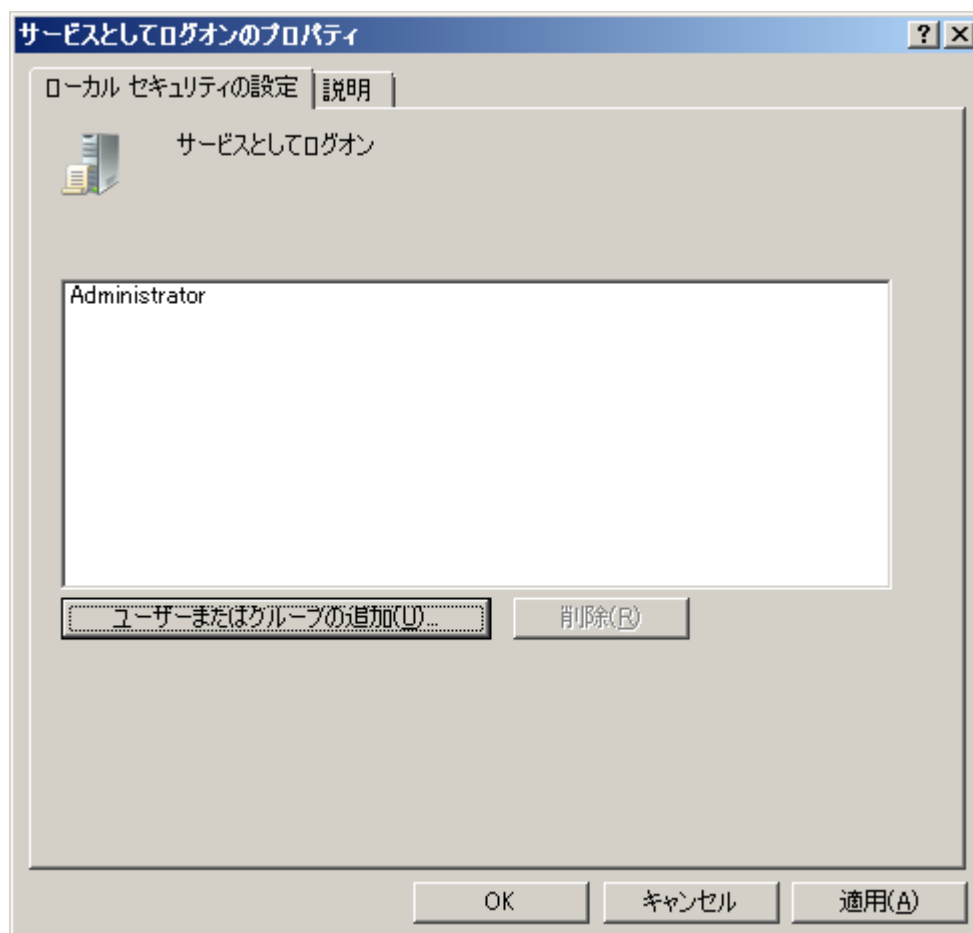 サービスとしてログオンのプロパティ
ローカル セキュリティの設定 説明
サービスとしてログオン
Administrator
ユーザーまたはグループの追加(U)... 削除(R)
OK キャンセル 適用(A)